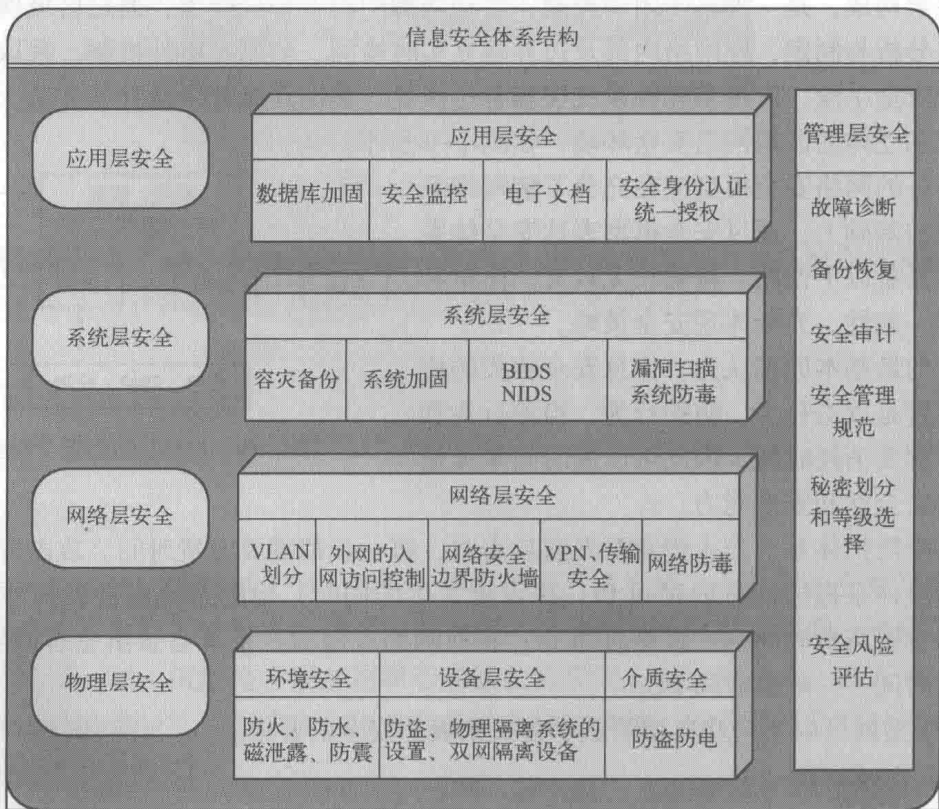 信息安全体系结构
应用层安全
应用层安全
数据库加固
安全监控
电子文档
安全身份认证
统一授权
系统层安全
系统层安全
容灾备份
系统加固
BIDS
NIDS
漏洞扫描
系统防毒
网络层安全
网络层安全
VLAN
划分
外网的入
网访问控制
网络安全
边界防火墙
VPN、传输
安全
网络防毒
物理层安全
环境安全
设备层安全
介质安全
防火、防水、
磁泄露、防震
防盗、物理隔离系统的
设置、双网隔离设备
防盗防电
管理层安全
故障诊断
备份恢复
安全审计
安全管理
规范
秘密划分
和等级选
择
安全风险
评估